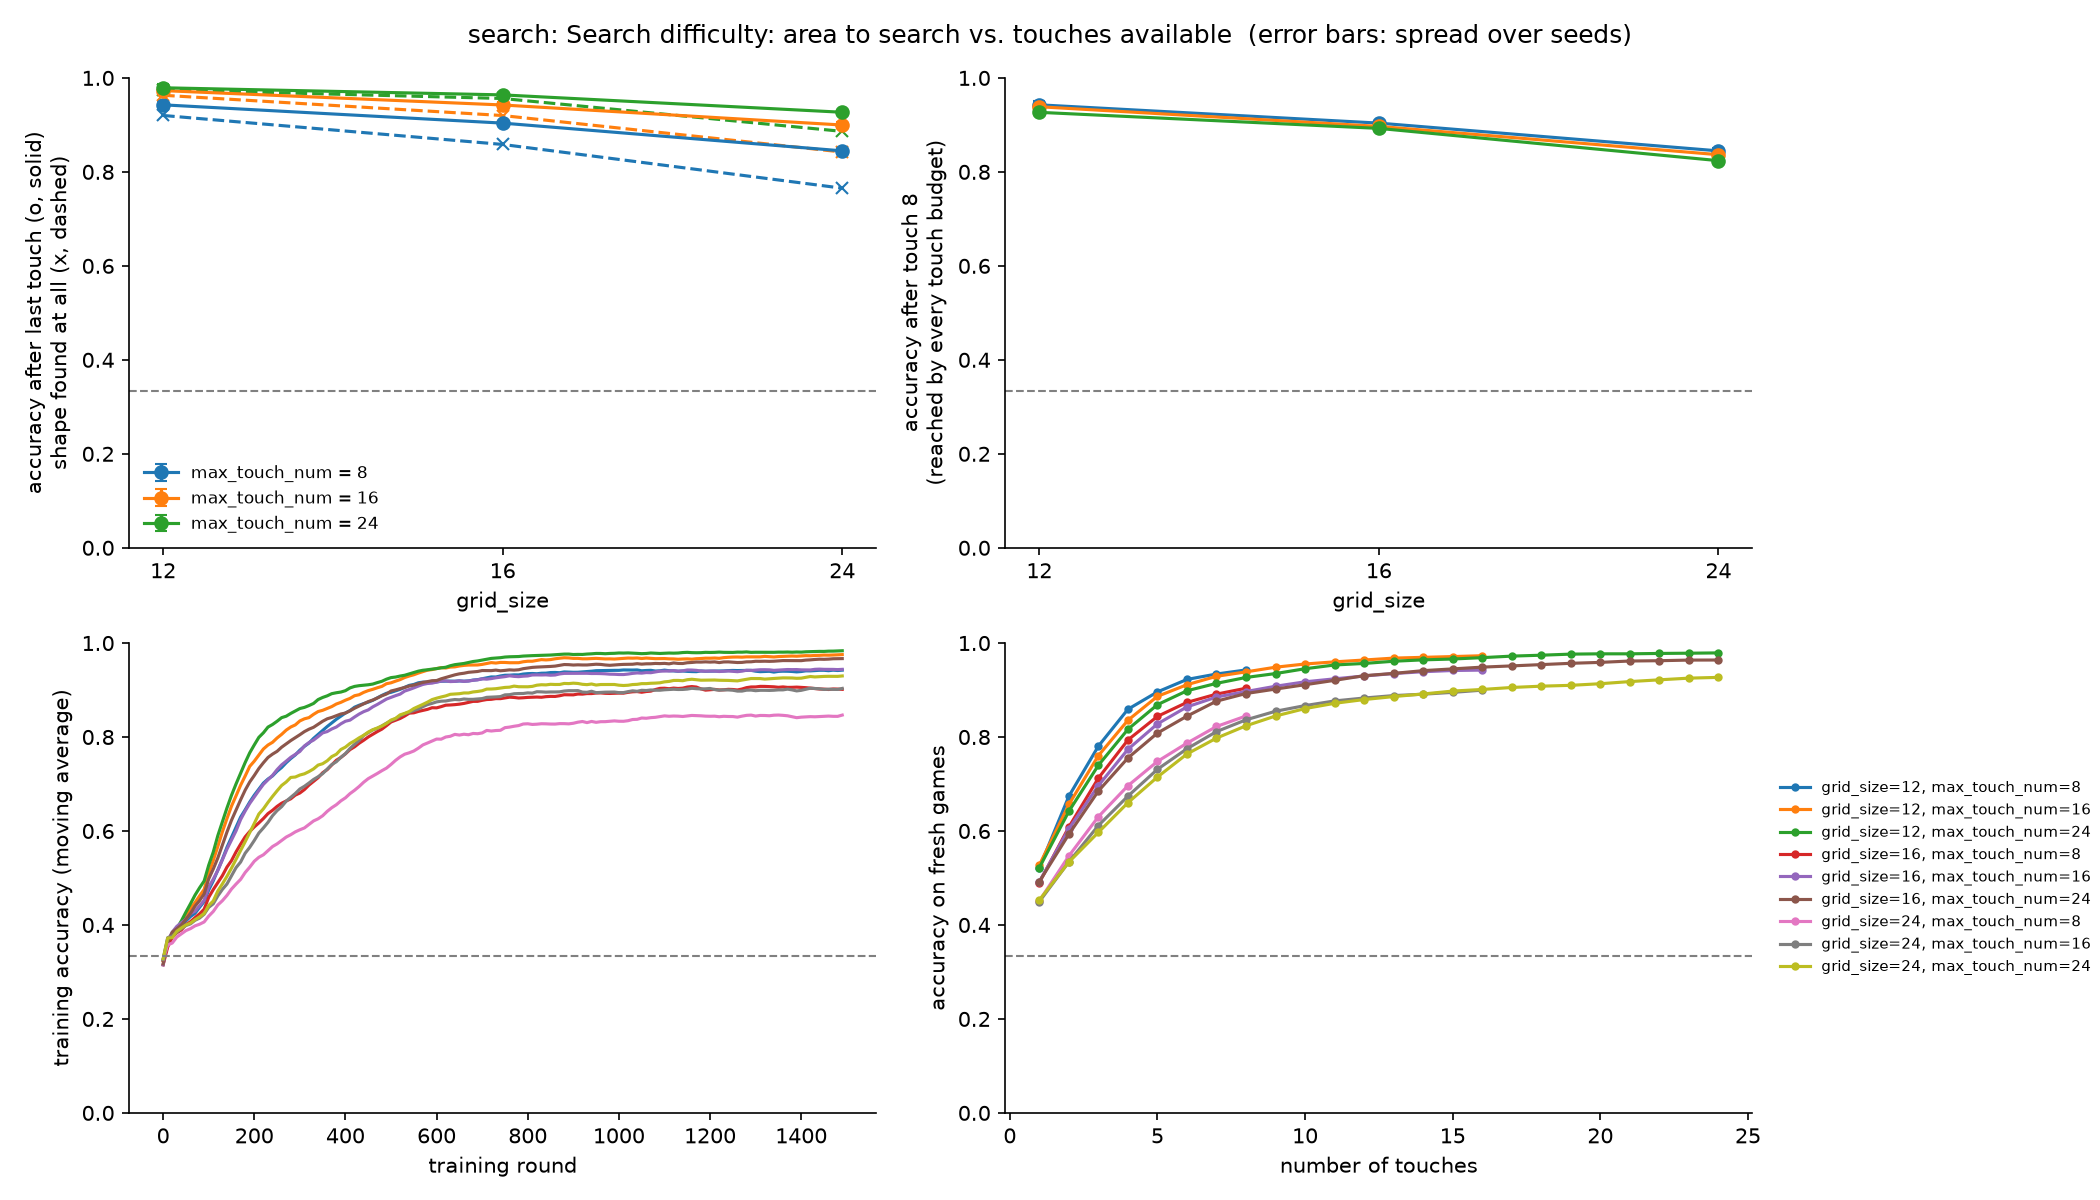 search: Search difficulty: area to search vs. touches available  (error bars: spread over seeds)
accuracy after last touch (o, solid)
shape found at all (x, dashed)
1.0
0.8
0.6
0.4
0.2
0.0
max_touch_num = 8
max_touch_num = 16
max_touch_num = 24
12
16
24
grid_size
accuracy after touch 8
(reached by every touch budget)
1.0
0.8
0.6
0.4
0.2
0.0
12
16
24
grid_size
training accuracy (moving average)
1.0
0.8
0.6
0.4
0.2
0.0
0
200
400
600
800
1000
1200
1400
training round
accuracy on fresh games
1.0
0.8
0.6
0.4
0.2
0.0
0
5
10
15
20
25
number of touches
grid_size=12, max_touch_num=8
grid_size=12, max_touch_num=16
grid_size=12, max_touch_num=24
grid_size=16, max_touch_num=8
grid_size=16, max_touch_num=16
grid_size=16, max_touch_num=24
grid_size=24, max_touch_num=8
grid_size=24, max_touch_num=16
grid_size=24, max_touch_num=24